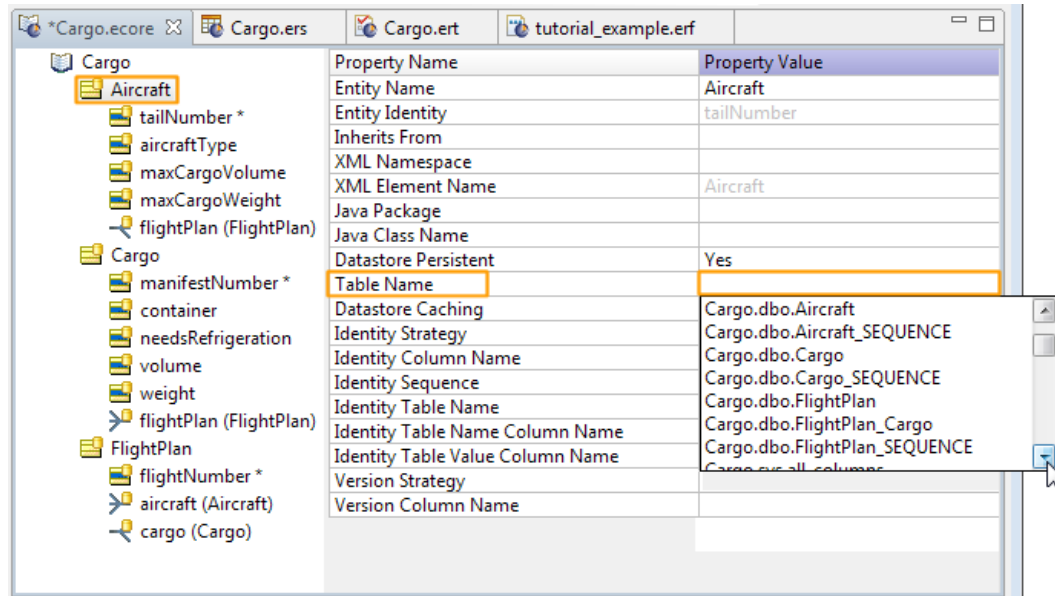 *Cargo.ecore Cargo.ers Cargo.ert tutorial_example.erf
Cargo
Aircraft
tailNumber *
aircraftType
maxCargoVolume
maxCargoWeight
flightPlan (FlightPlan)
Cargo
manifestNumber *
container
needsRefrigeration
volume
weight
flightPlan (FlightPlan)
FlightPlan
flightNumber *
aircraft (Aircraft)
cargo (Cargo)
Property Name Property Value
Entity Name Aircraft
Entity Identity tailNumber
Inherits From
XML Namespace
XML Element Name Aircraft
Java Package
Java Class Name
Datastore Persistent Yes
Table Name
Datastore Caching
Identity Strategy
Identity Column Name
Identity Sequence
Identity Table Name
Identity Table Name Column Name
Identity Table Value Column Name
Version Strategy
Version Column Name
Cargo.dbo.Aircraft
Cargo.dbo.Aircraft_SEQUENCE
Cargo.dbo.Cargo
Cargo.dbo.Cargo_SEQUENCE
Cargo.dbo.FlightPlan
Cargo.dbo.FlightPlan_Cargo
Cargo.dbo.FlightPlan_SEQUENCE
Cargo.sys.all_columns